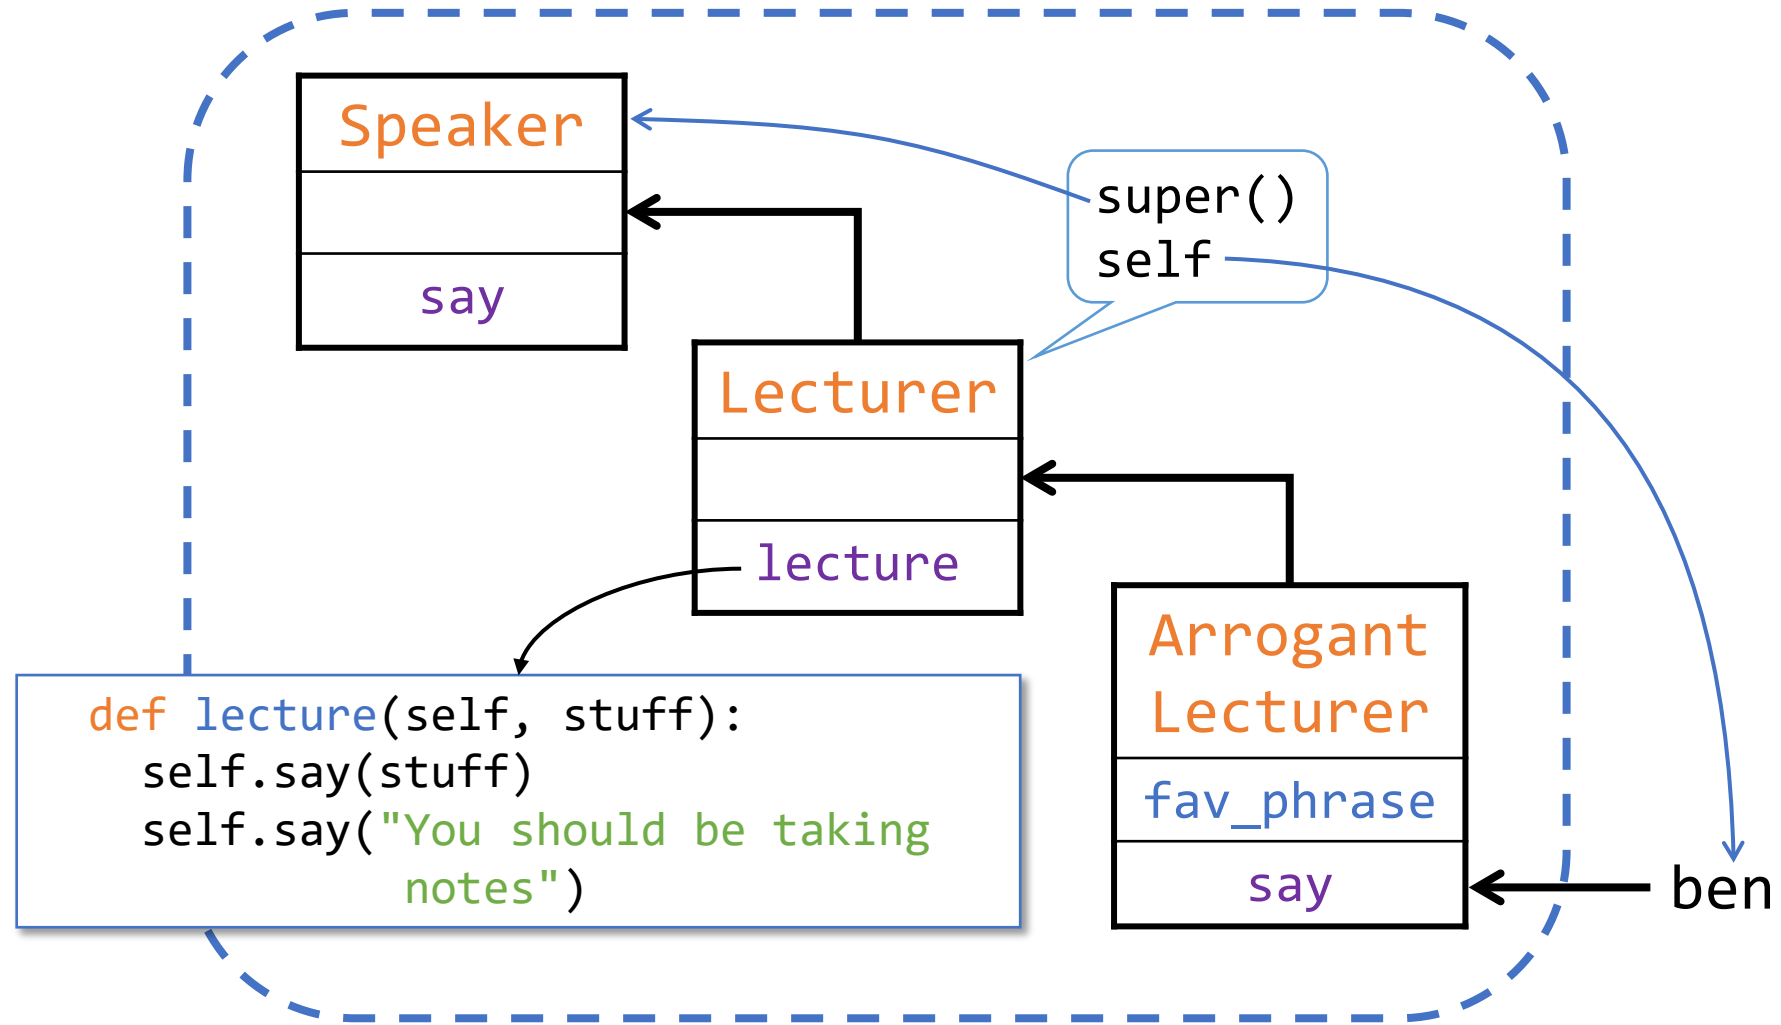 Speaker
say
super()
self
Lecturer
lecture
Arrogant
Lecturer
fav_phrase
say
ben
def lecture(self, stuff):
self.say(stuff)
self.say("You should be taking
notes")